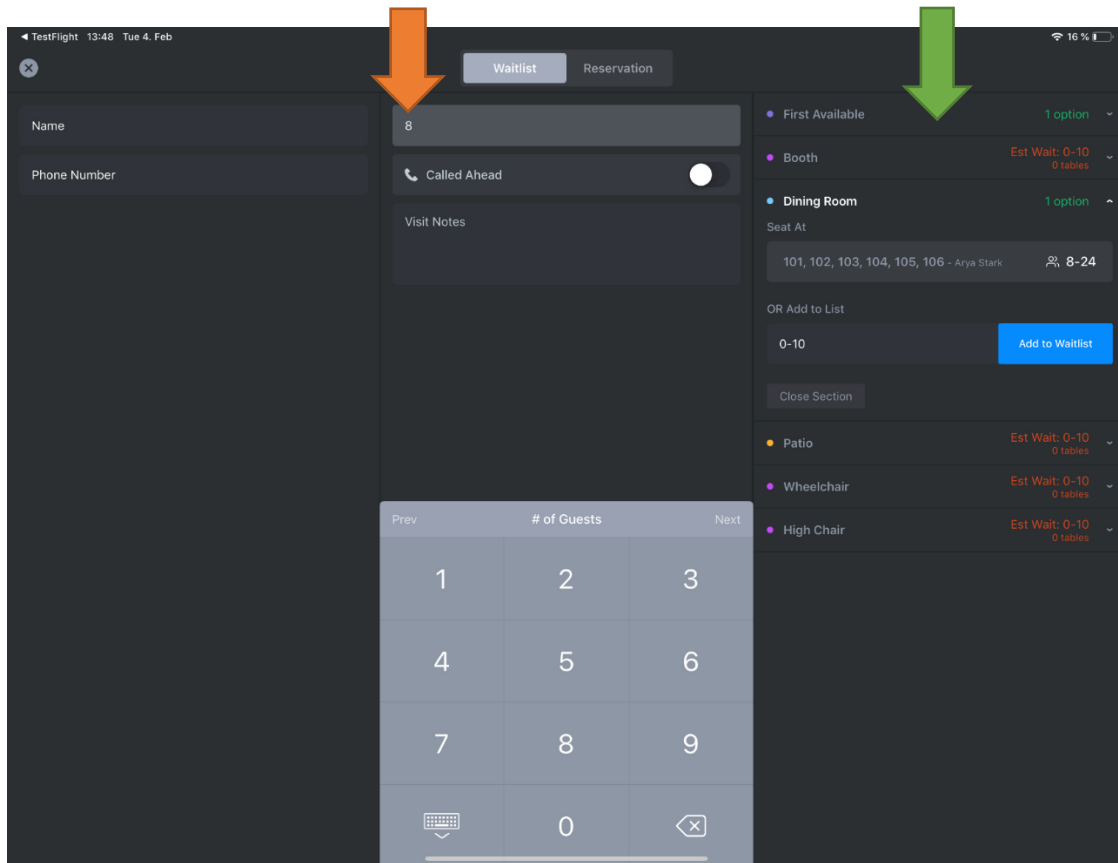 TestFlight 13:48 Tue 4. Feb
16 %
Waitlist Reservation
Name
Phone Number
8
Called Ahead
Visit Notes
First Available 1 option
Booth Est Wait: 0-10
0 tables
Dining Room 1 option
Seat At
101, 102, 103, 104, 105, 106 - Arya Stark 8-24
OR Add to List
0-10 Add to Waitlist
Close Section
Patio Est Wait: 0-10
0 tables
Wheelchair Est Wait: 0-10
0 tables
High Chair Est Wait: 0-10
0 tables
Prev # of Guests Next
1 2 3
4 5 6
7 8 9
0